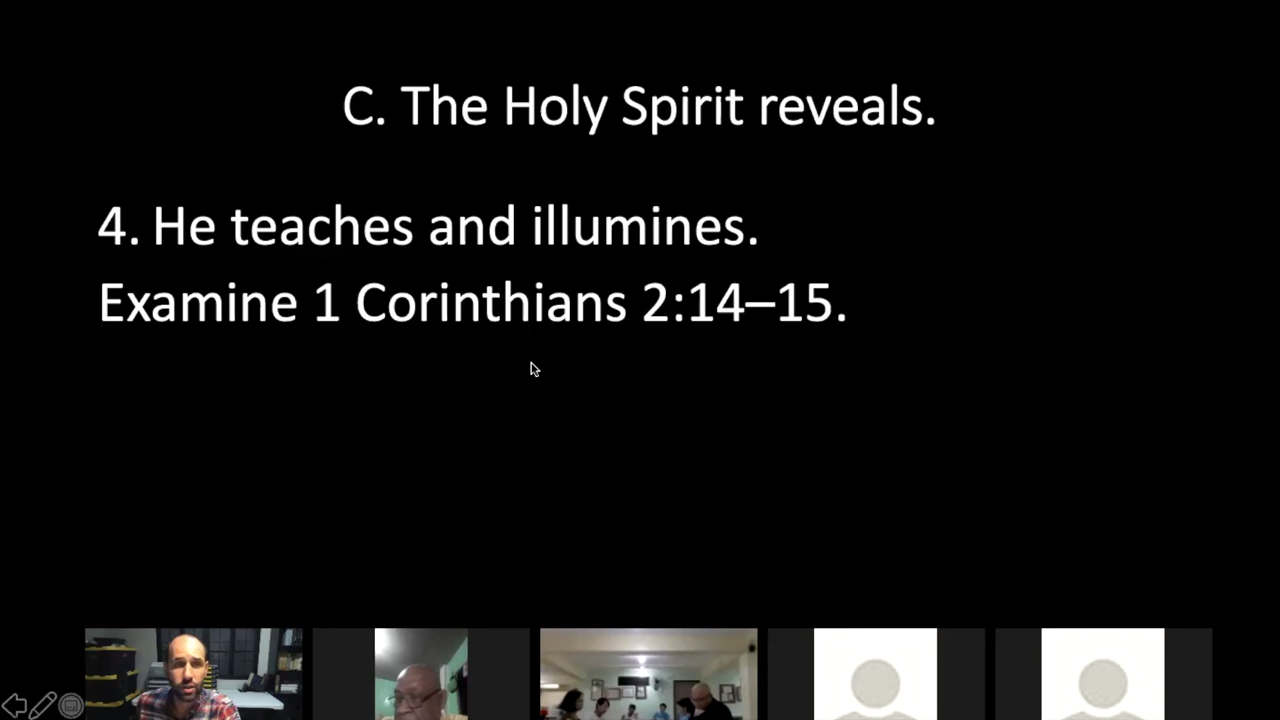 C. The Holy Spirit reveals.
4. He teaches and illumines.
Examine 1 Corinthians 2:14–15.